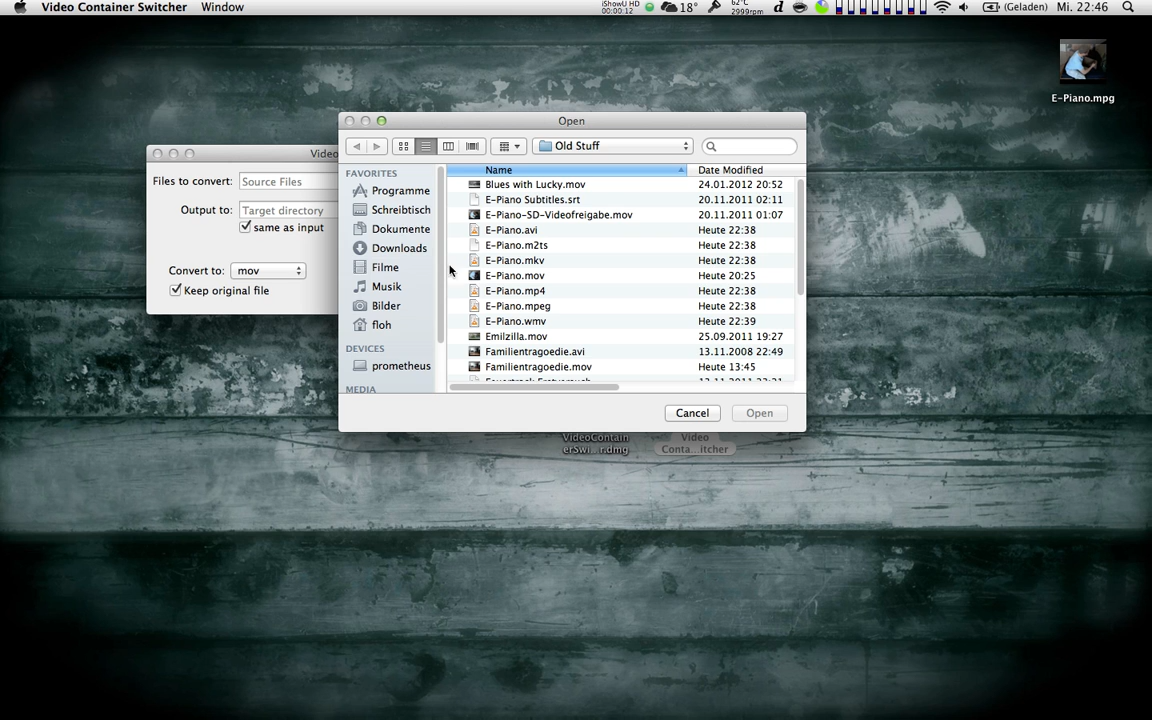 Video Container Switcher Window
iShowU HD
00:00:12
18°
62°C
2999rpm
d
(Geladen) Mi. 22:46
E-Piano.mpg
Open
Old Stuff
Video
Files to convert: Source Files
Output to: Target directory
same as input
Convert to: mov
Keep original file
FAVORITES
Programme
Schreibtisch
Dokumente
Downloads
Filme
Musik
Bilder
floh
DEVICES
prometheus
MEDIA
Name Date Modified
Blues with Lucky.mov 24.01.2012 20:52
E-Piano Subtitles.srt 20.11.2011 02:11
E-Piano-SD-Videofreigabe.mov 20.11.2011 01:07
E-Piano.avi Heute 22:38
E-Piano.m2ts Heute 22:38
E-Piano.mkv Heute 22:38
E-Piano.mov Heute 20:25
E-Piano.mp4 Heute 22:38
E-Piano.mpeg Heute 22:38
E-Piano.wmv Heute 22:39
Emilzilla.mov 25.09.2011 19:27
Familientragoedie.avi 13.11.2008 22:49
Familientragoedie.mov Heute 13:45
Cancel Open
VideoContain
erSwi...r.dmg
Video
Conta...itcher